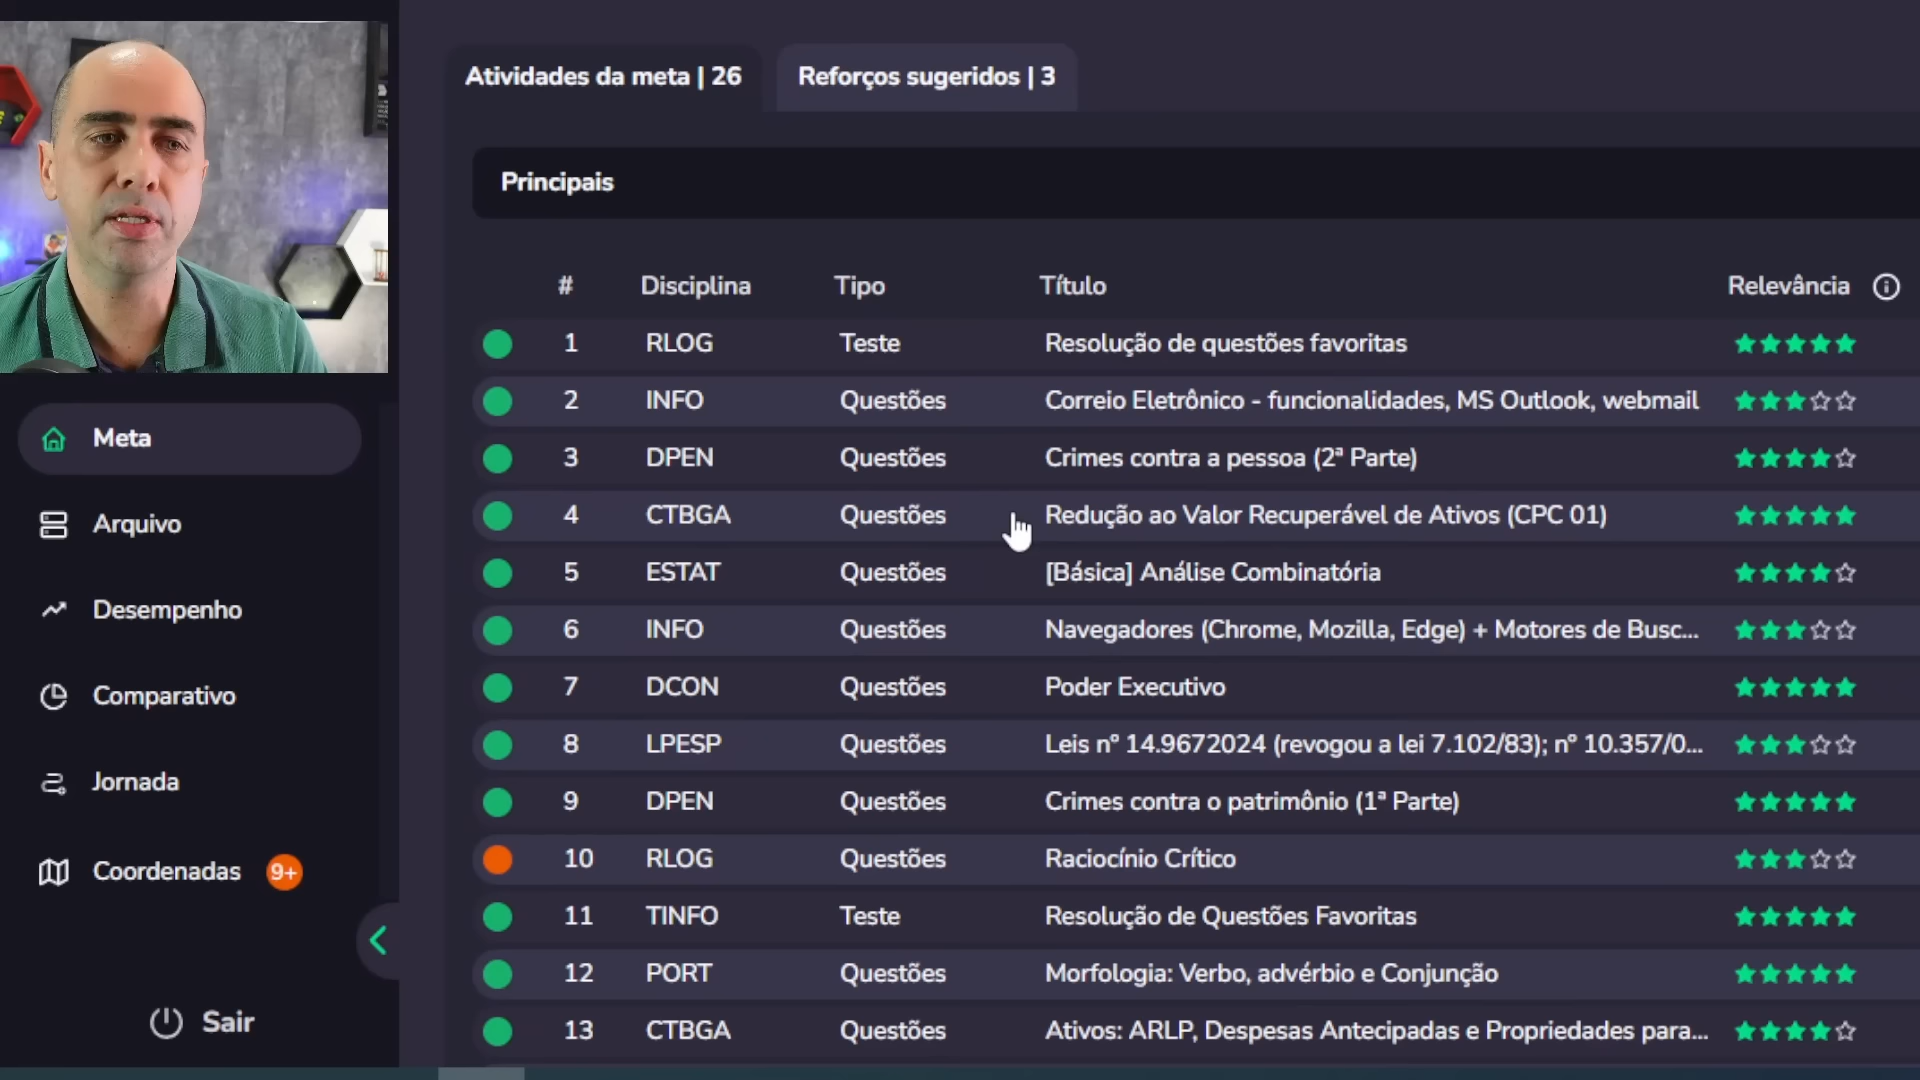 Atividades da meta | 26
Reforços sugeridos | 3
Principais
# Disciplina Tipo Título Relevância
1 RLOG Teste Resolução de questões favoritas
2 INFO Questões Correio Eletrônico - funcionalidades, MS Outlook, webmail
3 DPEN Questões Crimes contra a pessoa (2ª Parte)
4 CTBGA Questões Redução ao Valor Recuperável de Ativos (CPC 01)
5 ESTAT Questões [Básica] Análise Combinatória
6 INFO Questões Navegadores (Chrome, Mozilla, Edge) + Motores de Busc...
7 DCON Questões Poder Executivo
8 LPESP Questões Leis nº 14.9672024 (revogou a lei 7.102/83); nº 10.357/0...
9 DPEN Questões Crimes contra o patrimônio (1ª Parte)
10 RLOG Questões Raciocínio Crítico
11 TINFO Teste Resolução de Questões Favoritas
12 PORT Questões Morfologia: Verbo, advérbio e Conjunção
13 CTBGA Questões Ativos: ARLP, Despesas Antecipadas e Propriedades para...
Meta
Arquivo
Desempenho
Comparativo
Jornada
Coordenadas 9+
Sair